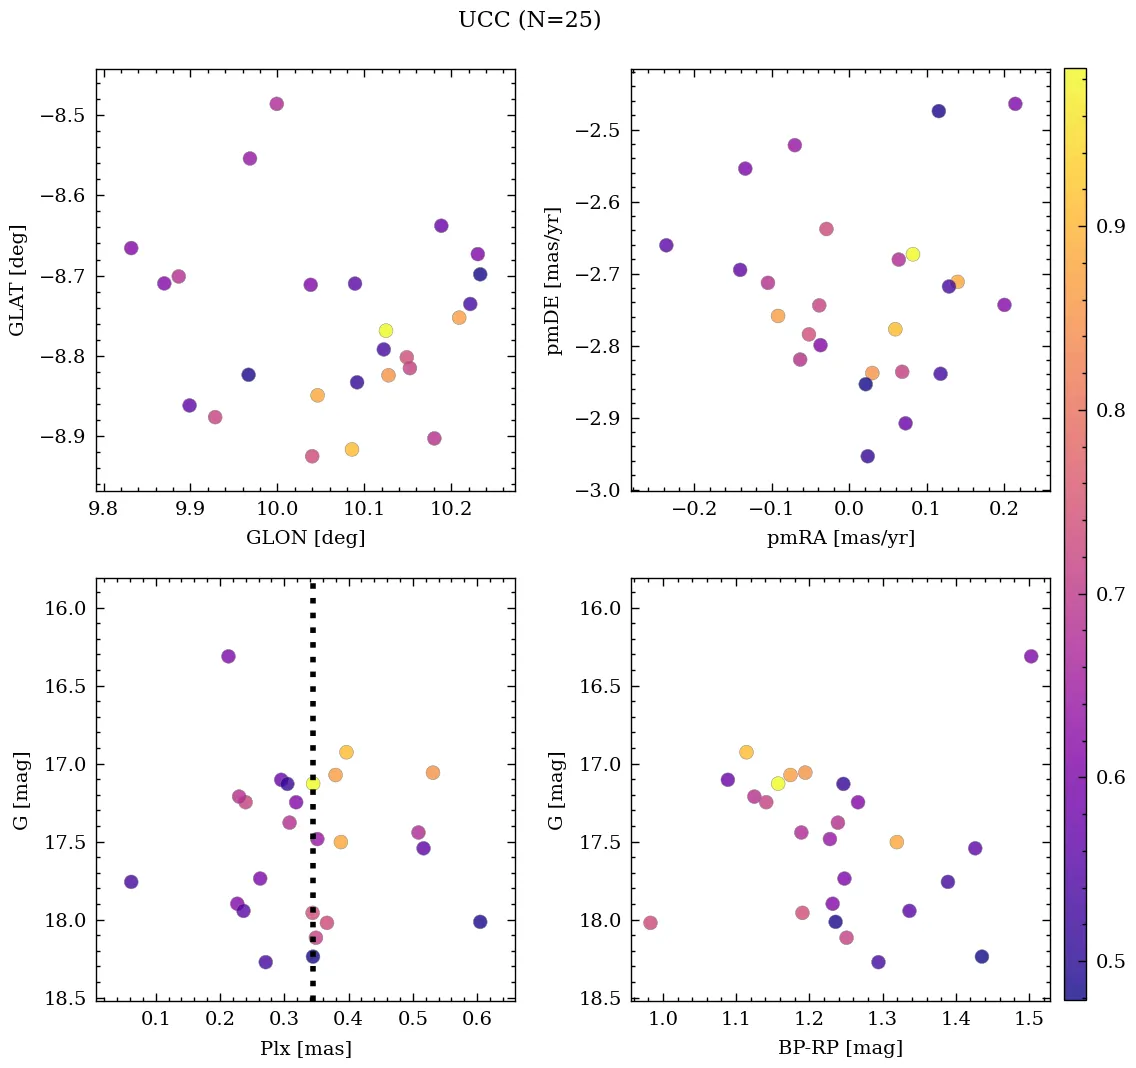 UCC (N=25)
−8.5
−8.6
−8.7
−8.8
−8.9
GLAT [deg]
9.8 9.9 10.0 10.1 10.2
GLON [deg]
−2.5
−2.6
−2.7
−2.8
−2.9
−3.0
pmDE [mas/yr]
−0.2 −0.1 0.0 0.1 0.2
pmRA [mas/yr]
0.9
0.8
0.7
0.6
0.5
16.0
16.5
17.0
17.5
18.0
18.5
G [mag]
0.1 0.2 0.3 0.4 0.5 0.6
Plx [mas]
16.0
16.5
17.0
17.5
18.0
18.5
G [mag]
1.0 1.1 1.2 1.3 1.4 1.5
BP-RP [mag]